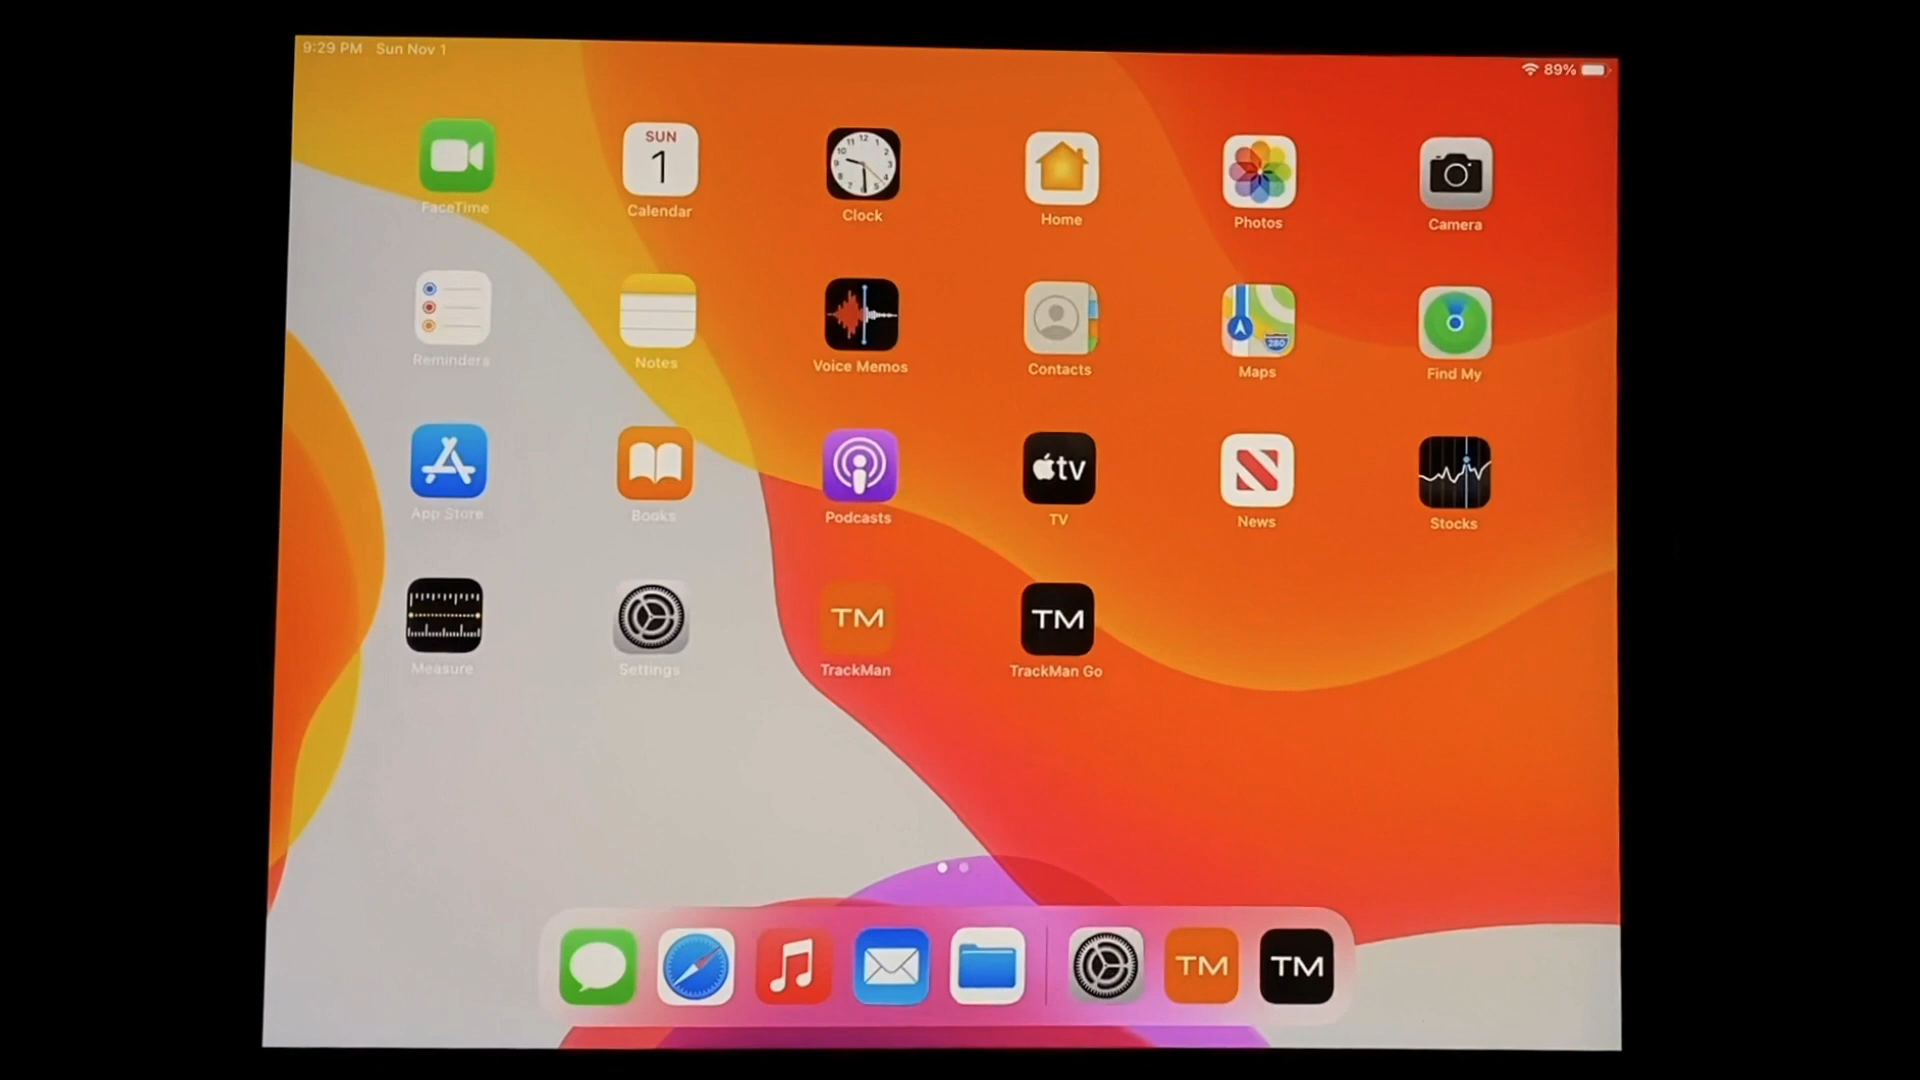 9:29 PM Sun Nov 1
89%
SUN
1
FaceTime
Calendar
Clock
Home
Photos
Camera
Reminders
Notes
Voice Memos
Contacts
280
Maps
Find My
App Store
Books
Podcasts
tv
TV
News
Stocks
Measure
Settings
TM
TrackMan
TM
TrackMan Go
TM
TM